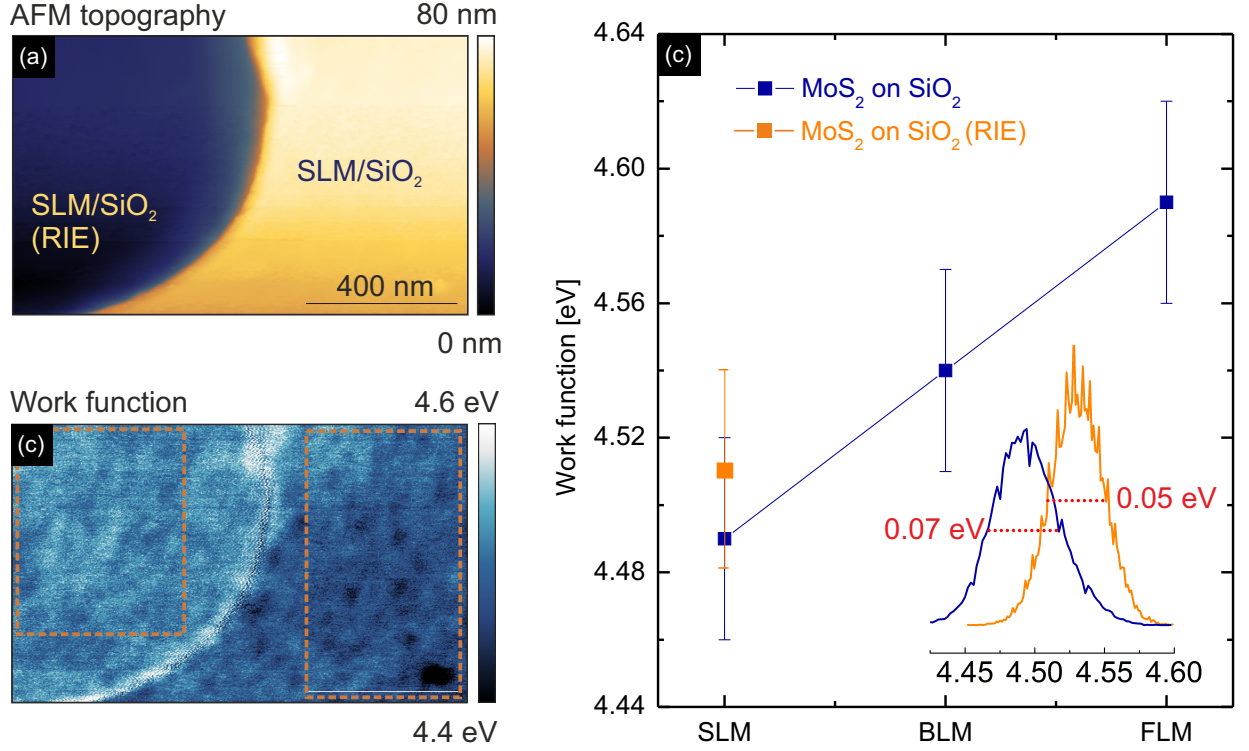 AFM topography
80 nm
(a)
SLM/SiO₂
SLM/SiO₂
(RIE)
400 nm
0 nm
Work function
4.6 eV
(c)
4.4 eV
(c)
MoS₂ on SiO₂
MoS₂ on SiO₂ (RIE)
Work function [eV]
4.64
4.60
4.56
4.52
4.48
4.44
SLM
BLM
FLM
0.05 eV
0.07 eV
4.45
4.50
4.55
4.60